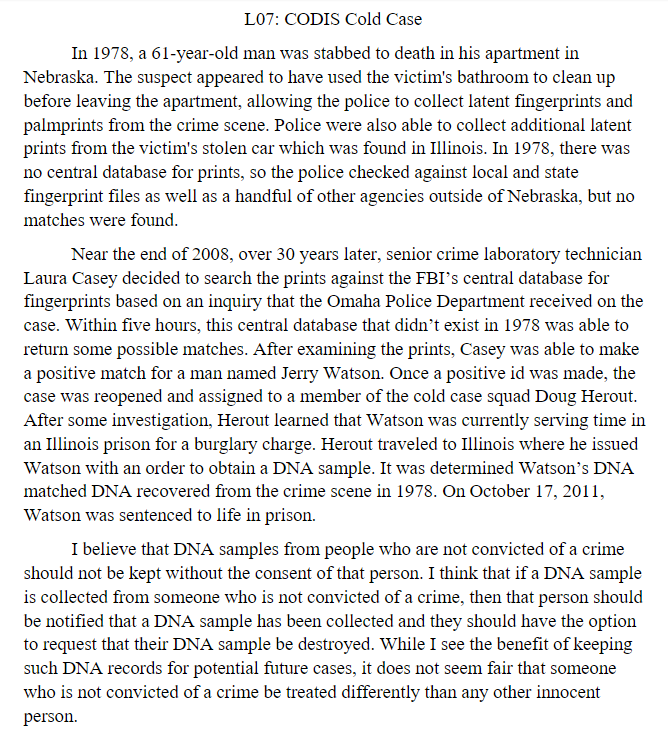 L07: CODIS Cold Case
In 1978, a 61-year-old man was stabbed to death in his apartment in
Nebraska. The suspect appeared to have used the victim's bathroom to clean up
before leaving the apartment, allowing the police to collect latent fingerprints and
palmprints from the crime scene. Police were also able to collect additional latent
prints from the victim's stolen car which was found in Illinois. In 1978, there was
no central database for prints, so the police checked against local and state
fingerprint files as well as a handful of other agencies outside of Nebraska, but no
matches were found.
Near the end of 2008, over 30 years later, senior crime laboratory technician
Laura Casey decided to search the prints against the FBI’s central database for
fingerprints based on an inquiry that the Omaha Police Department received on the
case. Within five hours, this central database that didn’t exist in 1978 was able to
return some possible matches. After examining the prints, Casey was able to make
a positive match for a man named Jerry Watson. Once a positive id was made, the
case was reopened and assigned to a member of the cold case squad Doug Herout.
After some investigation, Herout learned that Watson was currently serving time in
an Illinois prison for a burglary charge. Herout traveled to Illinois where he issued
Watson with an order to obtain a DNA sample. It was determined Watson’s DNA
matched DNA recovered from the crime scene in 1978. On October 17, 2011,
Watson was sentenced to life in prison.
I believe that DNA samples from people who are not convicted of a crime
should not be kept without the consent of that person. I think that if a DNA sample
is collected from someone who is not convicted of a crime, then that person should
be notified that a DNA sample has been collected and they should have the option
to request that their DNA sample be destroyed. While I see the benefit of keeping
such DNA records for potential future cases, it does not seem fair that someone
who is not convicted of a crime be treated differently than any other innocent
person.